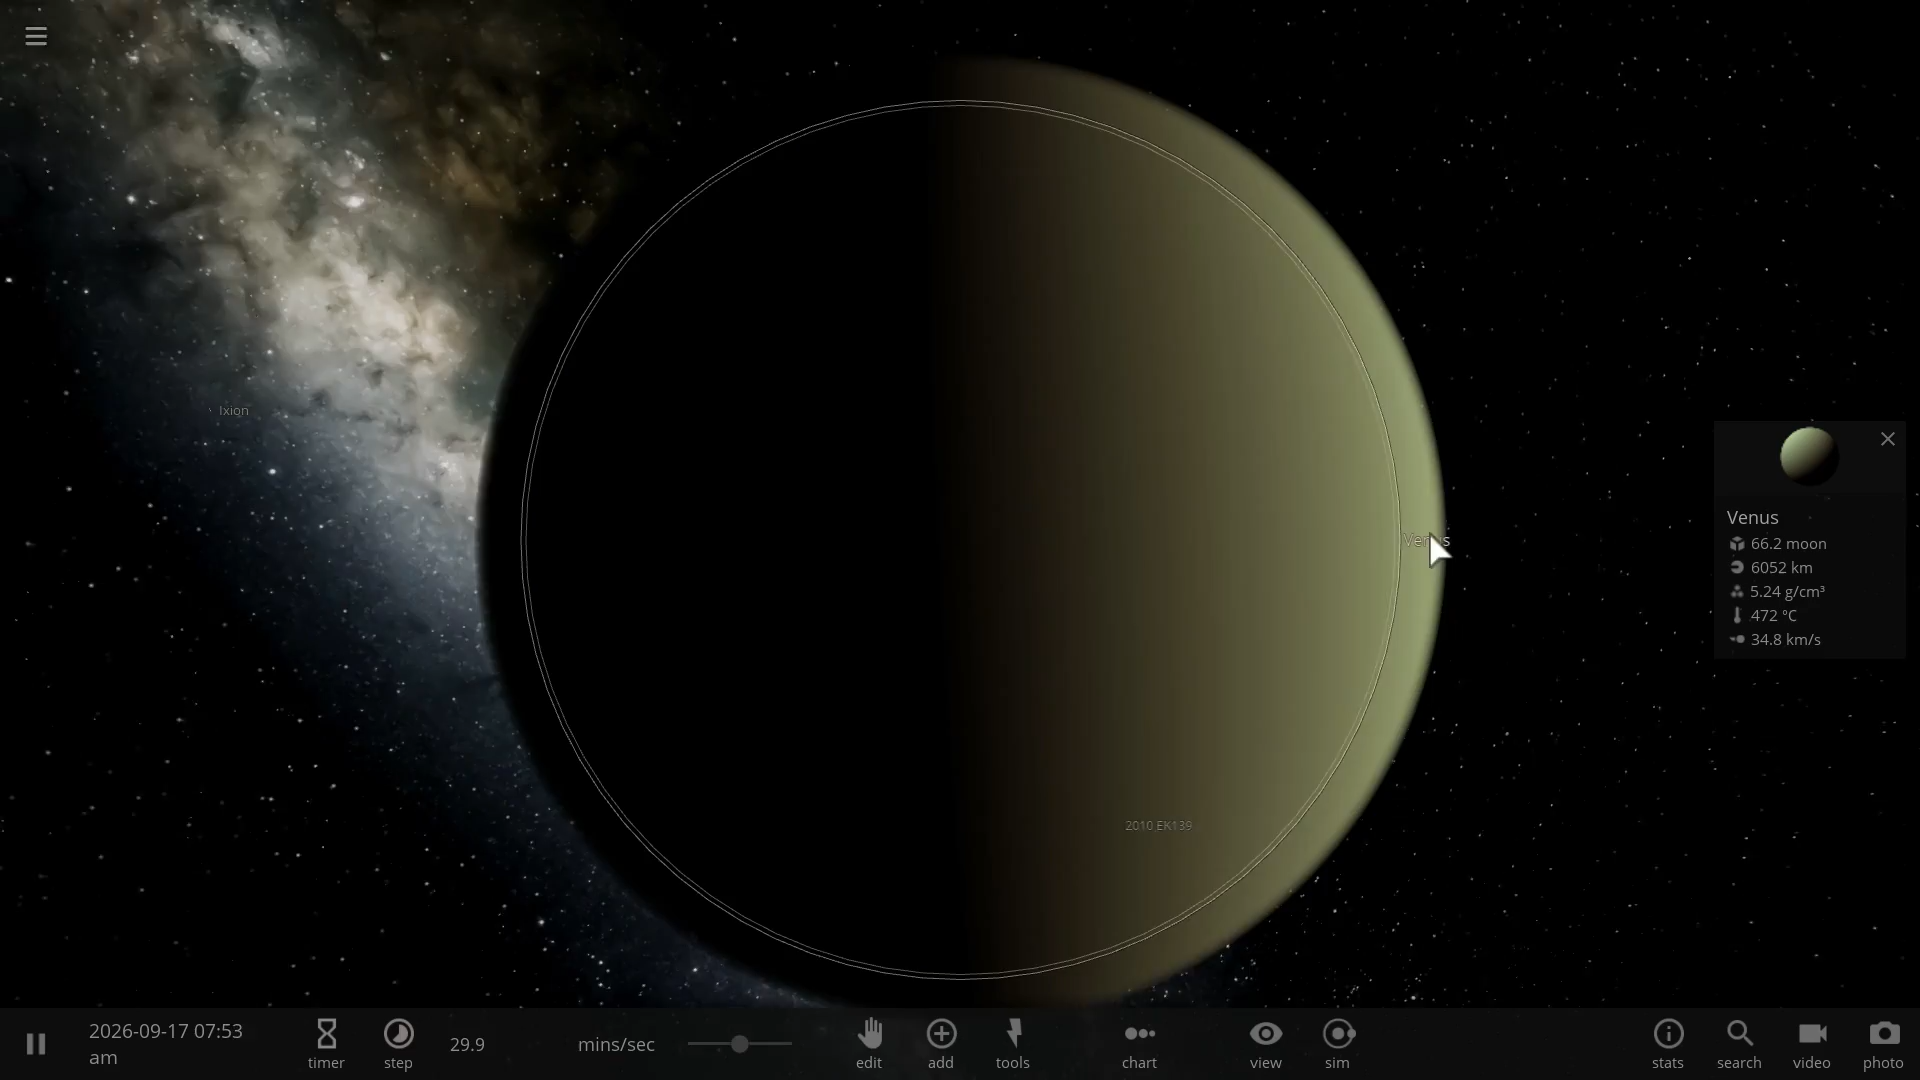 Ixion
Venus
2010 EK139
Venus
66.2 moon
6052 km
5.24 g/cm³
472 °C
34.8 km/s
2026-09-17 07:53
am
timer
step
29.9
mins/sec
edit
add
tools
chart
view
sim
stats
search
video
photo